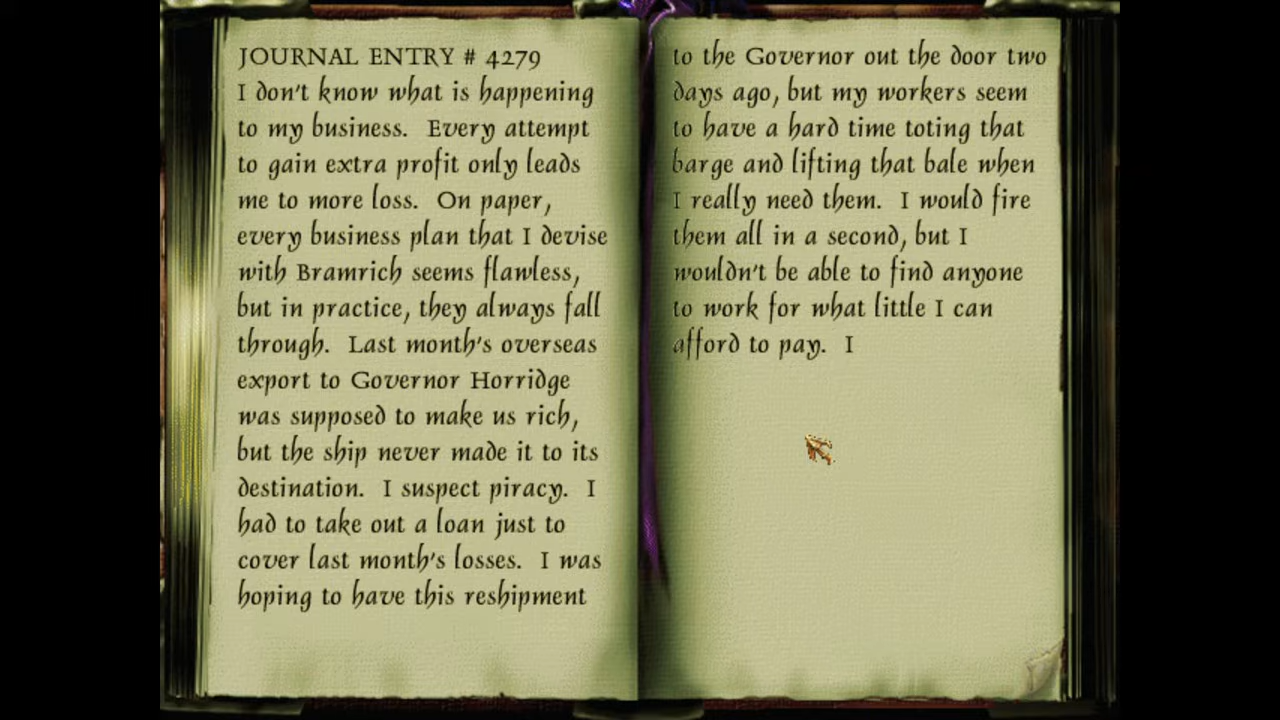 JOURNAL ENTRY # 4279
I don't know what is happening
to my business.  Every attempt
to gain extra profit only leads
me to more loss.  On paper,
every business plan that I devise
with Bramrich seems flawless,
but in practice, they always fall
through.  Last month's overseas
export to Governor Horridge
was supposed to make us rich,
but the ship never made it to its
destination.  I suspect piracy.  I
had to take out a loan just to
cover last month's losses.  I was
hoping to have this reshipment
to the Governor out the door two
days ago, but my workers seem
to have a hard time toting that
barge and lifting that bale when
I really need them.  I would fire
them all in a second, but I
wouldn't be able to find anyone
to work for what little I can
afford to pay.  I